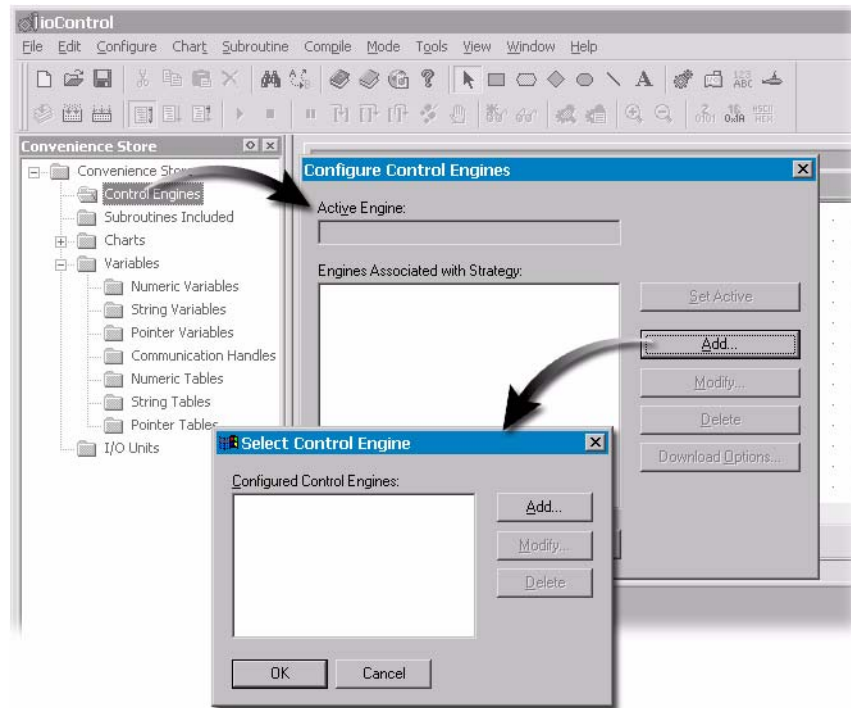 ioControl
File Edit Configure Chart Subroutine Compile Mode Tools View Window Help
Convenience Store
Convenience Stor
Control Engines
Subroutines Included
Charts
Variables
Numeric Variables
String Variables
Pointer Variables
Communication Handles
Numeric Tables
String Tables
Pointer Tables
I/O Units
Configure Control Engines
Active Engine:
Engines Associated with Strategy:
Set Active
Add...
Modify...
Delete
Download Options...
Select Control Engine
Configured Control Engines:
Add...
Modify...
Delete
OK Cancel